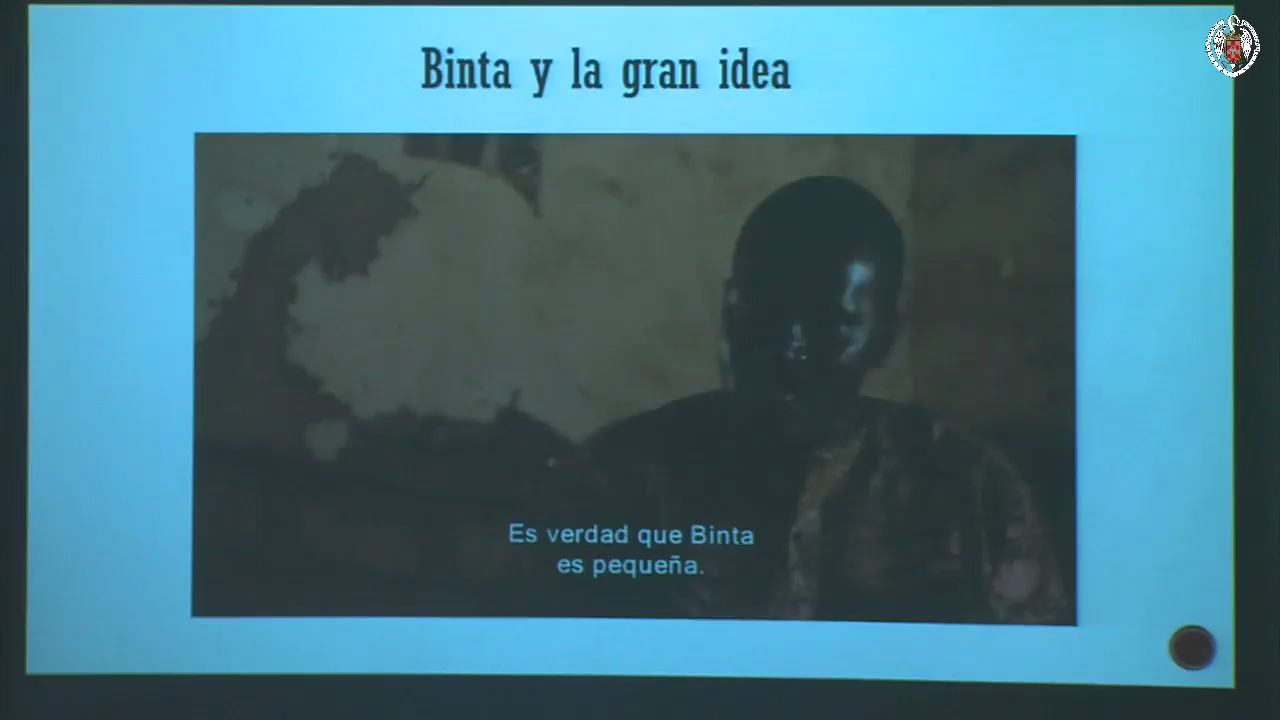 Binta y la gran idea
Es verdad que Binta
es pequeña.